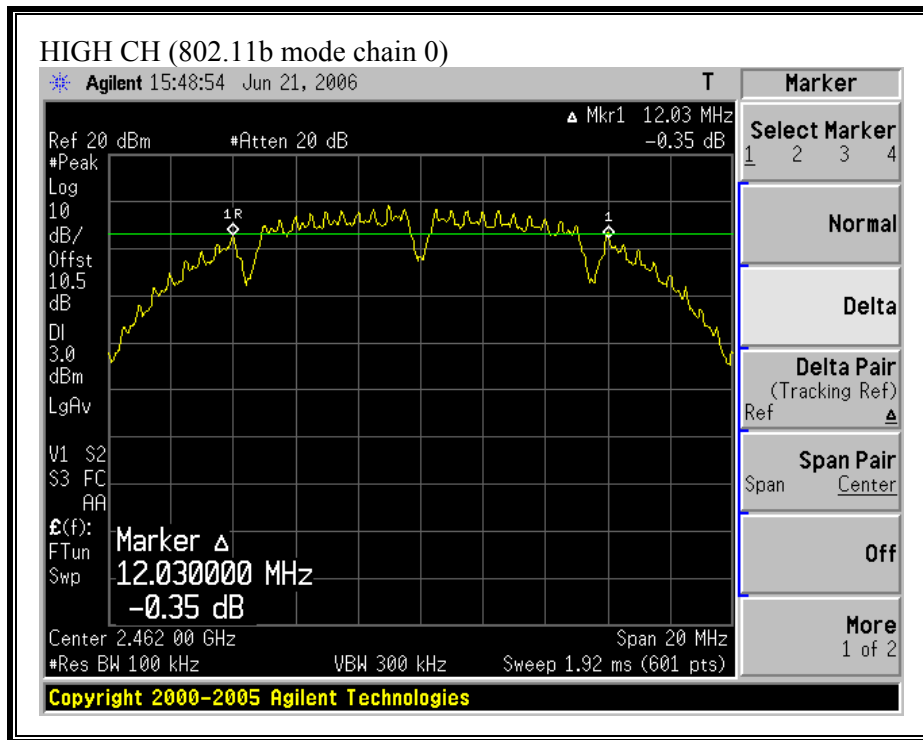 HIGH CH (802.11b mode chain 0)
Agilent 15:48:54 Jun 21, 2006 T
Δ Mkr1 12.03 MHz
Ref 20 dBm #Atten 20 dB -0.35 dB
#Peak
Log
10
dB/
Offst
10.5
dB
DI
3.0
dBm
LgAv
V1 S2
S3 FC
AA
£(f):
FTun
Swp
1R
1
Marker Δ
12.030000 MHz
-0.35 dB
Center 2.462 00 GHz Span 20 MHz
#Res BW 100 kHz VBW 300 kHz Sweep 1.92 ms (601 pts)
Copyright 2000-2005 Agilent Technologies
Marker
Select Marker
1 2 3 4
Normal
Delta
Delta Pair
(Tracking Ref)
Ref Δ
Span Pair
Span Center
Off
More
1 of 2